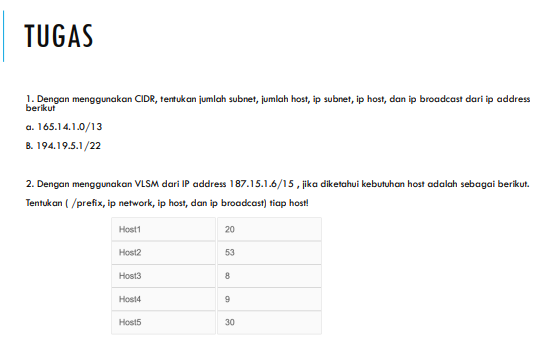 TUGAS
1. Dengan menggunakan CIDR, tentukan jumlah subnet, jumlah host, ip subnet, ip host, dan ip broadcast dari ip address
berikut
a. 165.14.1.0/13
B. 194.19.5.1/22
2. Dengan menggunakan VLSM dari IP address 187.15.1.6/15 , jika diketahui kebutuhan host adalah sebagai berikut.
Tentukan ( /prefix, ip network, ip host, dan ip broadcast) tiap host!
Host1 20
Host2 53
Host3 8
Host4 9
Host5 30